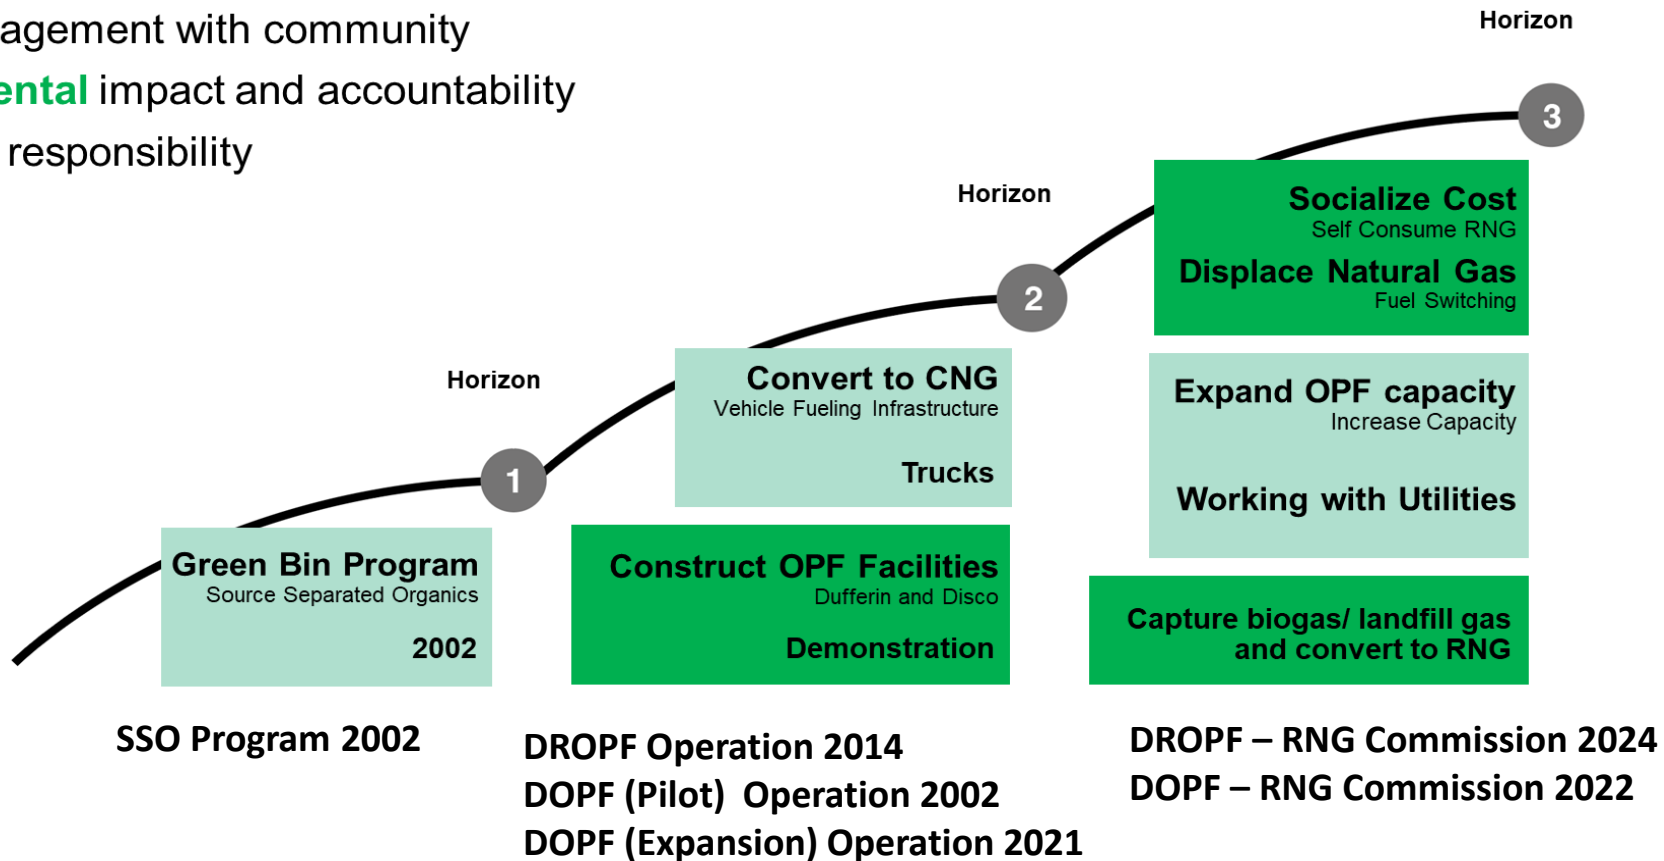 agement with community
ental impact and accountability
responsibility
Horizon
1
Green Bin Program
Source Separated Organics
2002
SSO Program 2002
Horizon
2
Convert to CNG
Vehicle Fueling Infrastructure
Trucks
Construct OPF Facilities
Dufferin and Disco
Demonstration
DROPF Operation 2014
DOPF (Pilot) Operation 2002
DOPF (Expansion) Operation 2021
Horizon
3
Socialize Cost
Self Consume RNG
Displace Natural Gas
Fuel Switching
Expand OPF capacity
Increase Capacity
Working with Utilities
Capture biogas/ landfill gas
and convert to RNG
DROPF – RNG Commission 2024
DOPF – RNG Commission 2022